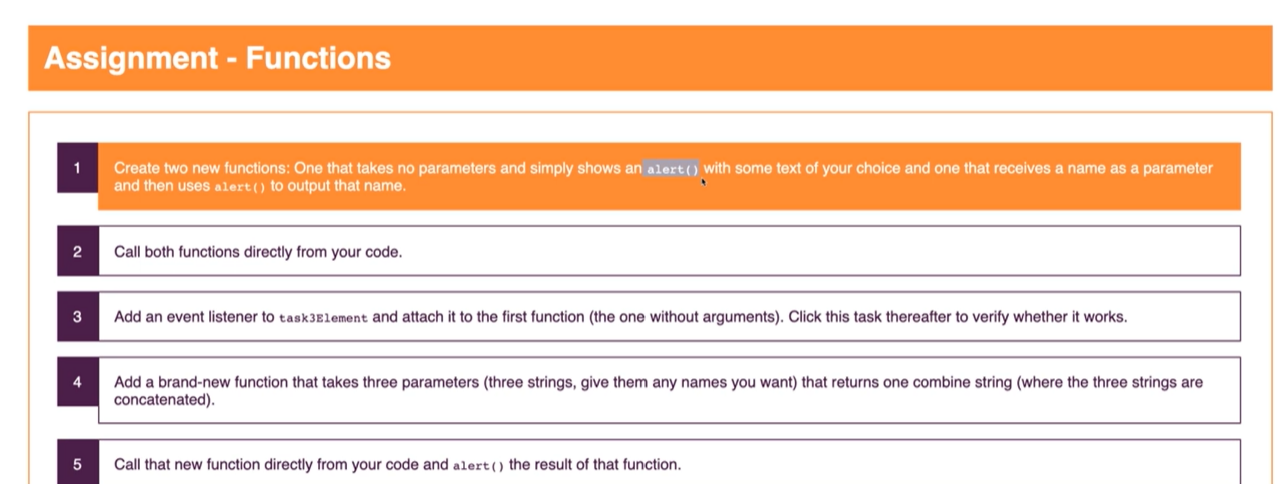 Assignment - Functions
1
Create two new functions: One that takes no parameters and simply shows an alert() with some text of your choice and one that receives a name as a parameter
and then uses alert() to output that name.
2
Call both functions directly from your code.
3
Add an event listener to task3Element and attach it to the first function (the one without arguments). Click this task thereafter to verify whether it works.
4
Add a brand-new function that takes three parameters (three strings, give them any names you want) that returns one combine string (where the three strings are
concatenated).
5
Call that new function directly from your code and alert() the result of that function.